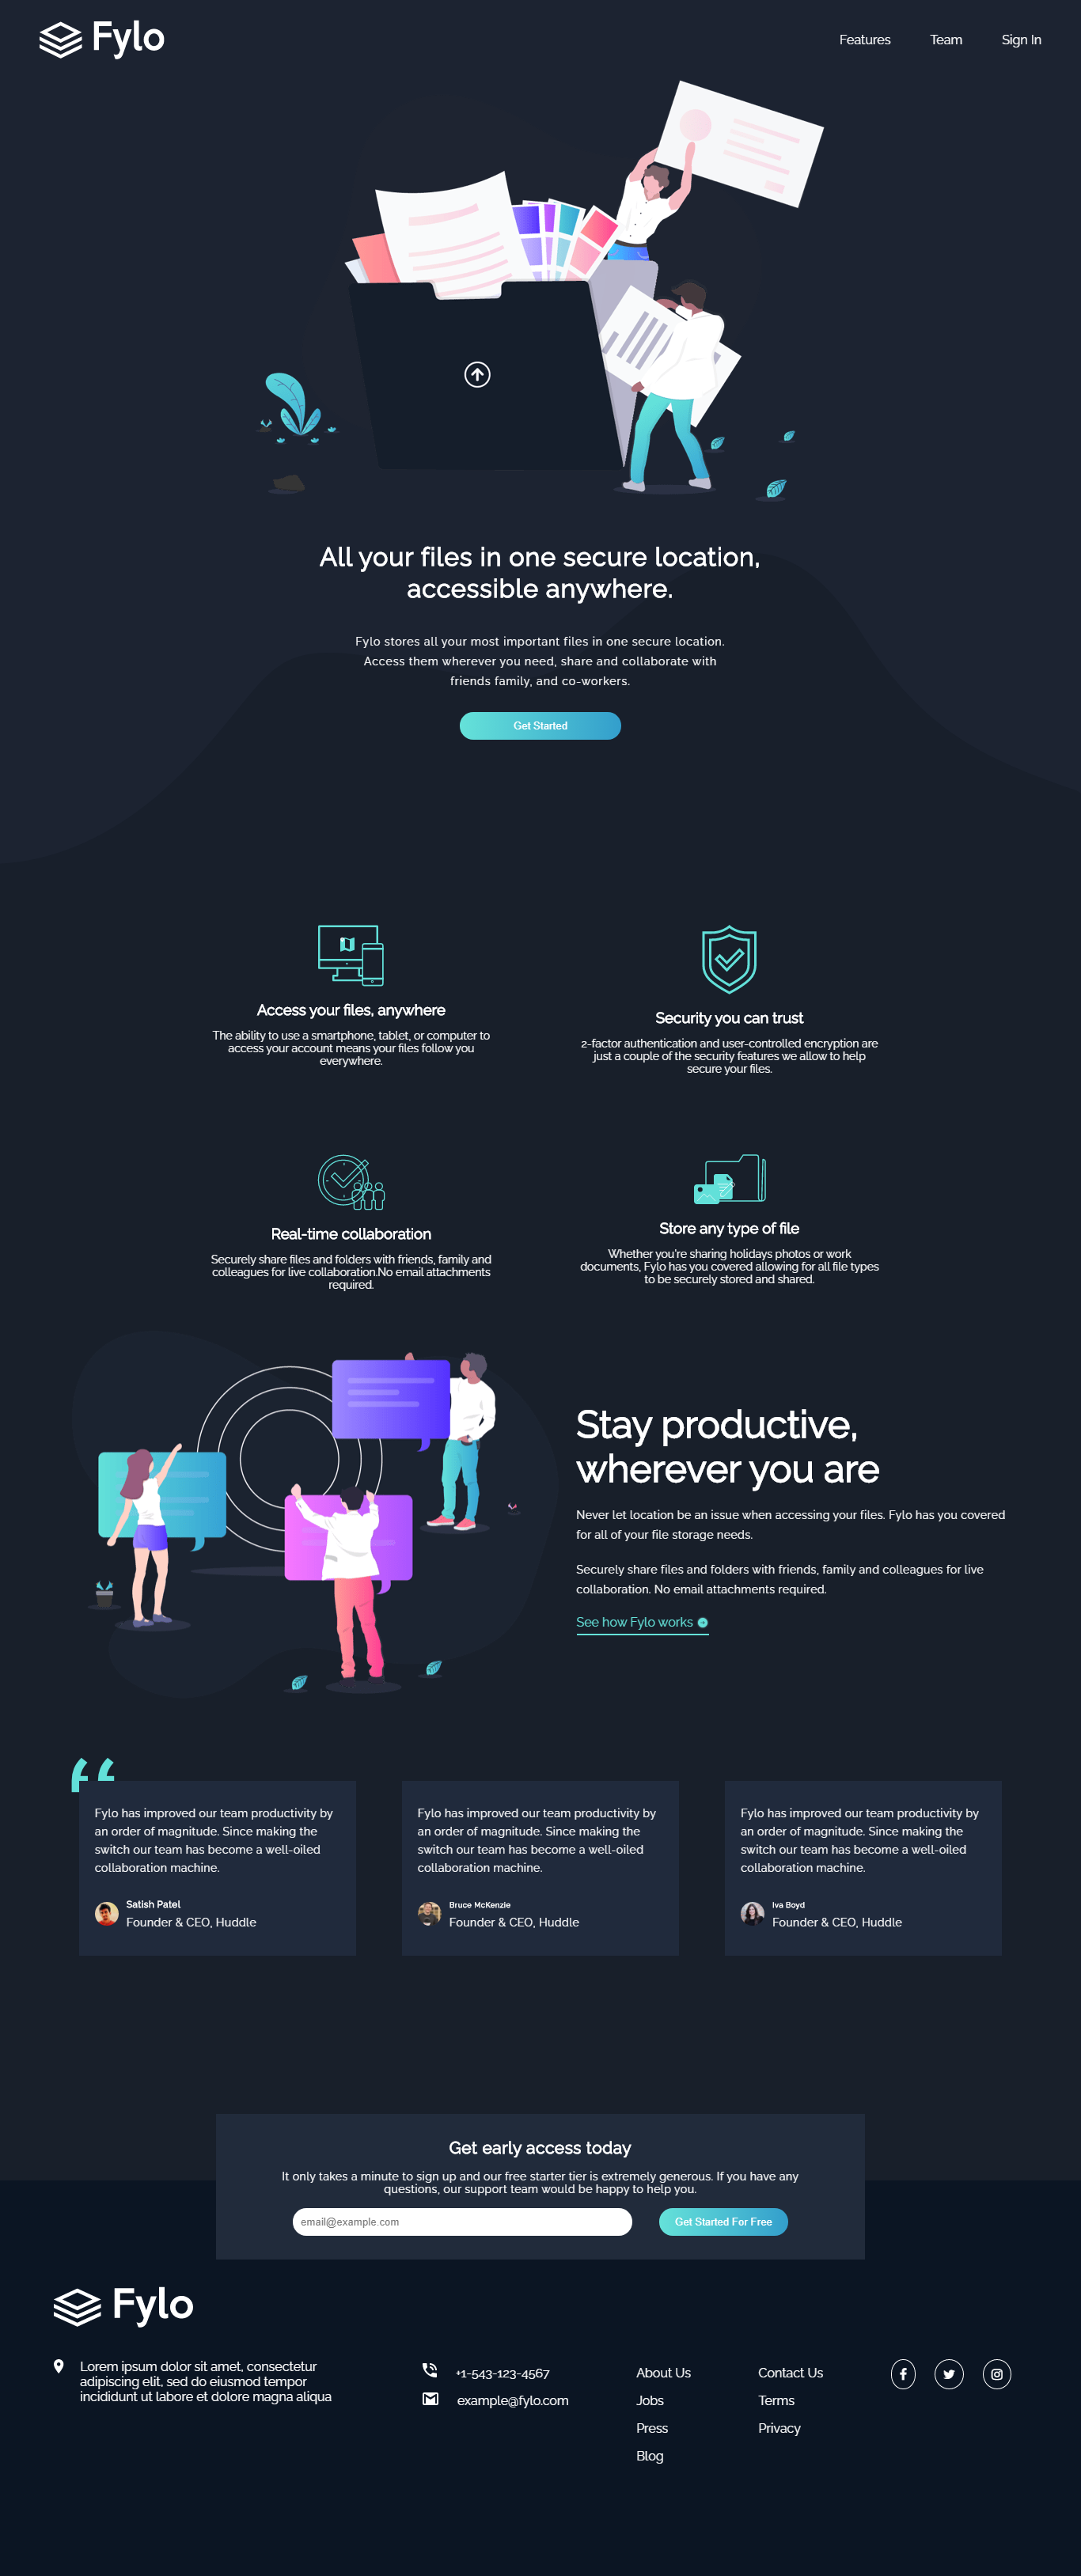 Fylo
Features
Team
Sign In
All your files in one secure location,
accessible anywhere.
Fylo stores all your most important files in one secure location.
Access them wherever you need, share and collaborate with
friends family, and co-workers.
Get Started
Access your files, anywhere
The ability to use a smartphone, tablet, or computer to
access your account means your files follow you
everywhere.
Security you can trust
2-factor authentication and user-controlled encryption are
just a couple of the security features we allow to help
secure your files.
Real-time collaboration
Securely share files and folders with friends, family and
colleagues for live collaboration.No email attachments
required.
Store any type of file
Whether you're sharing holidays photos or work
documents, Fylo has you covered allowing for all file types
to be securely stored and shared.
Stay productive,
wherever you are
Never let location be an issue when accessing your files. Fylo has you covered
for all of your file storage needs.
Securely share files and folders with friends, family and colleagues for live
collaboration. No email attachments required.
See how Fylo works
Fylo has improved our team productivity by
an order of magnitude. Since making the
switch our team has become a well-oiled
collaboration machine.
Satish Patel
Founder & CEO, Huddle
Fylo has improved our team productivity by
an order of magnitude. Since making the
switch our team has become a well-oiled
collaboration machine.
Bruce McKenzie
Founder & CEO, Huddle
Fylo has improved our team productivity by
an order of magnitude. Since making the
switch our team has become a well-oiled
collaboration machine.
Iva Boyd
Founder & CEO, Huddle
Get early access today
It only takes a minute to sign up and our free starter tier is extremely generous. If you have any
questions, our support team would be happy to help you.
email@example.com
Get Started For Free
Fylo
Lorem ipsum dolor sit amet, consectetur
adipiscing elit, sed do eiusmod tempor
incididunt ut labore et dolore magna aliqua
+1-543-123-4567
example@fylo.com
About Us
Jobs
Press
Blog
Contact Us
Terms
Privacy